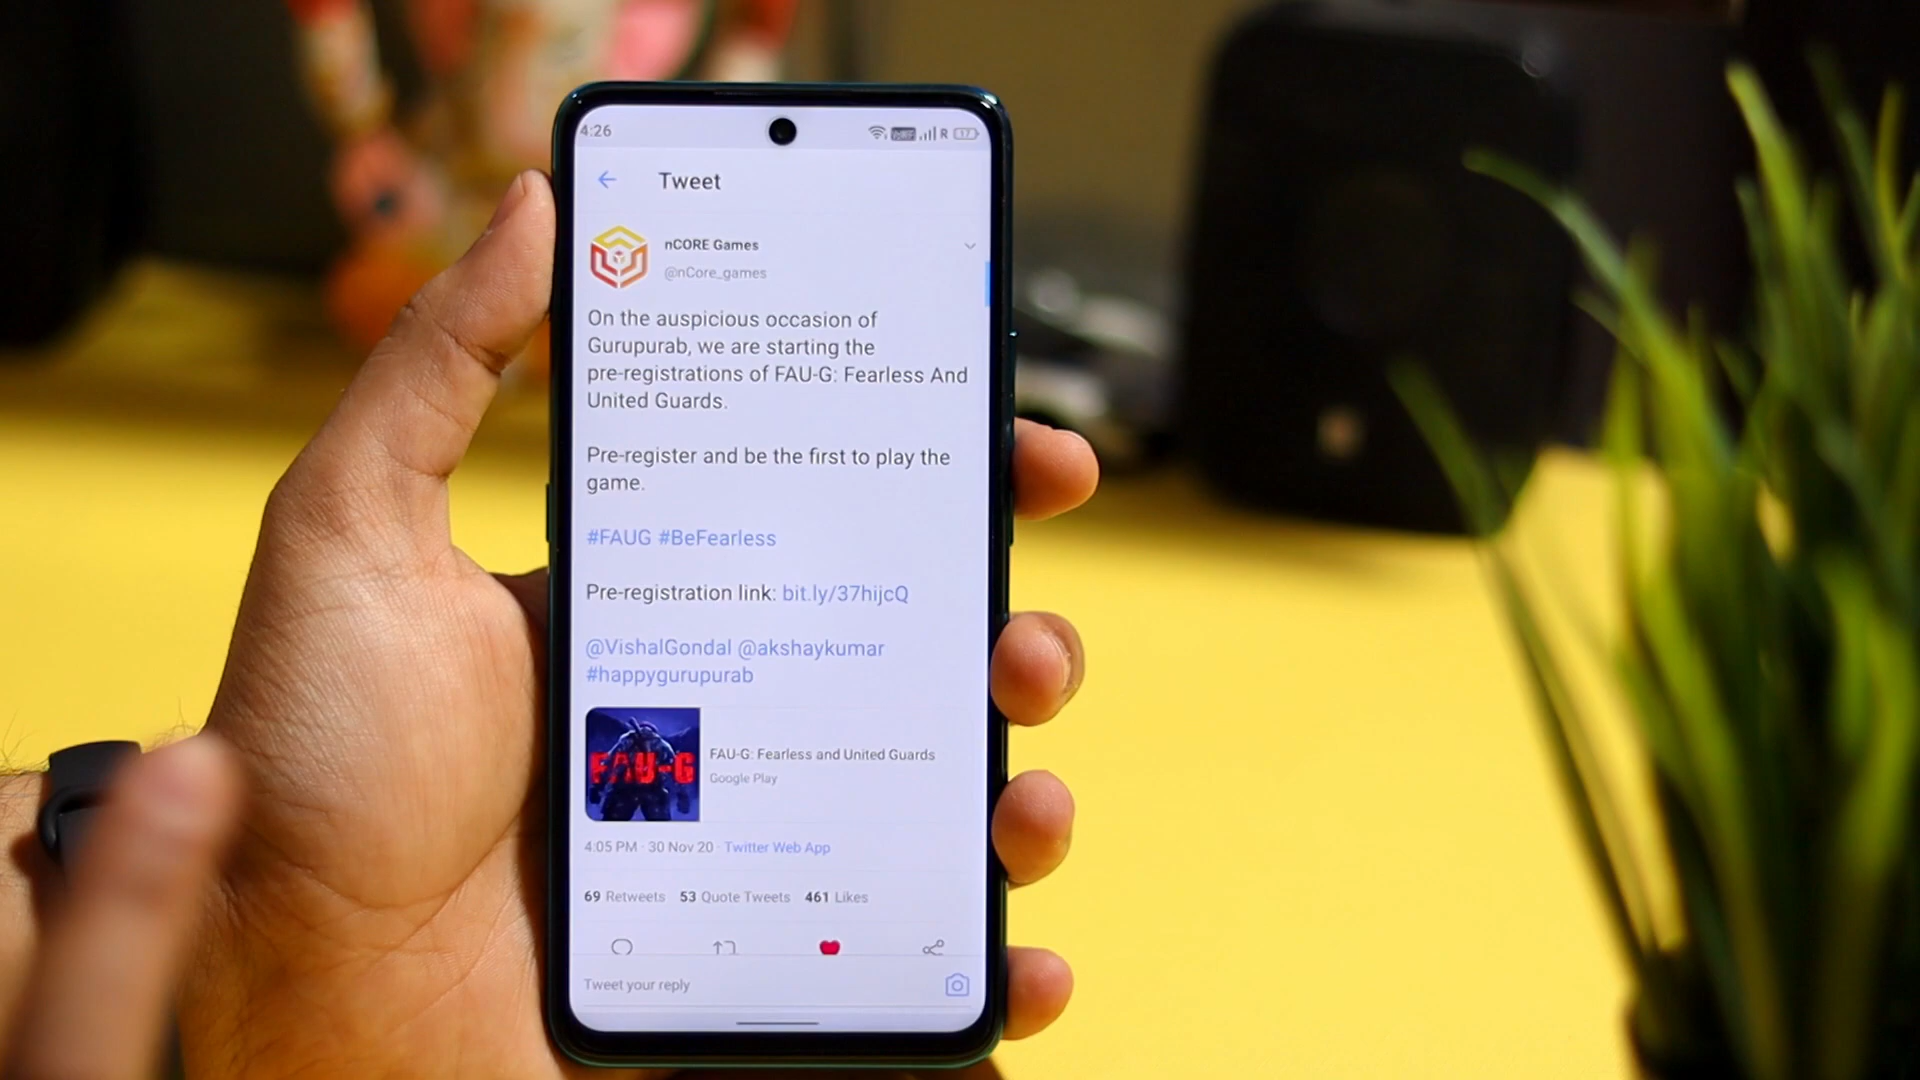 4:26
R 17
Tweet
nCORE Games
@nCore_games
On the auspicious occasion of
Gurupurab, we are starting the
pre-registrations of FAU-G: Fearless And
United Guards.
Pre-register and be the first to play the
game.
#FAUG #BeFearless
Pre-registration link: bit.ly/37hijcQ
@VishalGondal @akshaykumar
#happygurupurab
FAU-G
FAU-G: Fearless and United Guards
Google Play
4:05 PM · 30 Nov 20 · Twitter Web App
69 Retweets 53 Quote Tweets 461 Likes
Tweet your reply